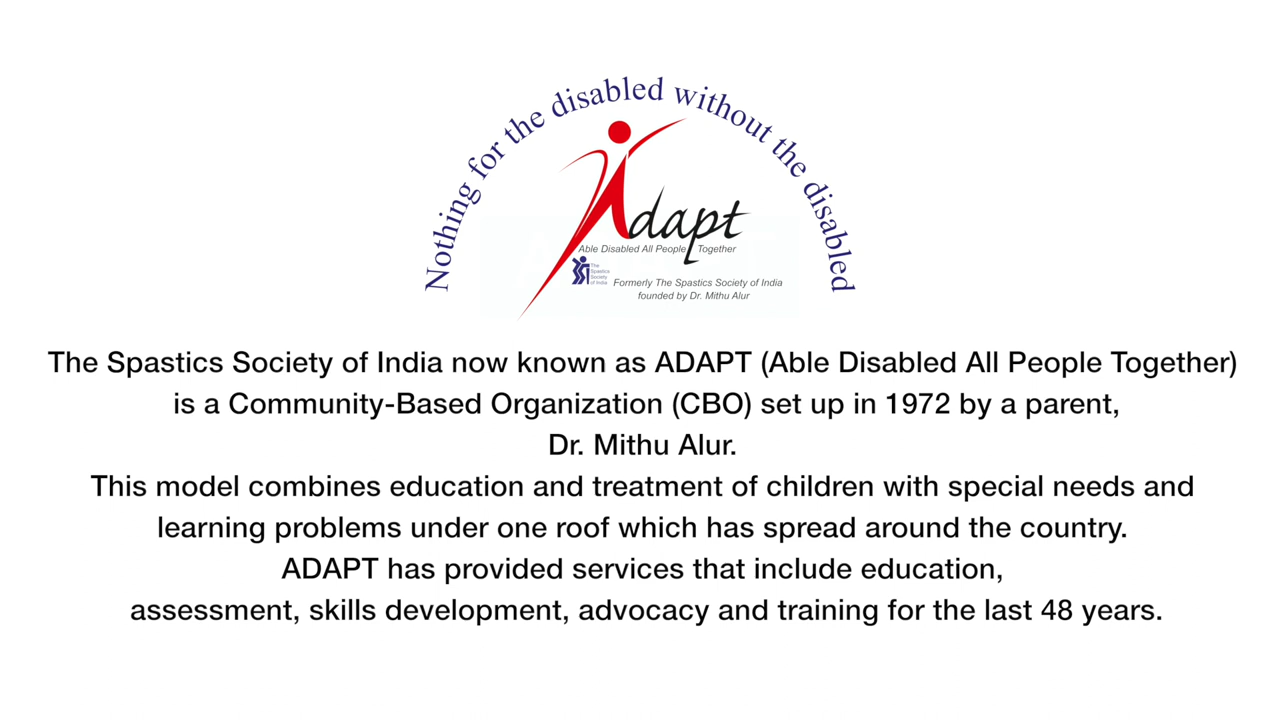 Nothing for the disabled without the disabled
Adapt
Able Disabled All People Together
The
Spastics
Society
of India
Formerly The Spastics Society of India
founded by Dr. Mithu Alur
The Spastics Society of India now known as ADAPT (Able Disabled All People Together)
is a Community-Based Organization (CBO) set up in 1972 by a parent,
Dr. Mithu Alur.
This model combines education and treatment of children with special needs and
learning problems under one roof which has spread around the country.
ADAPT has provided services that include education,
assessment, skills development, advocacy and training for the last 48 years.